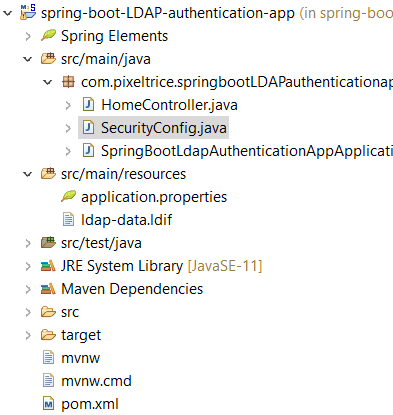 spring-boot-LDAP-authentication-app (in spring-boo
Spring Elements
src/main/java
com.pixeltrice.springbootLDAPauthenticationap
HomeController.java
SecurityConfig.java
SpringBootLdapAuthenticationAppApplicati
src/main/resources
application.properties
ldap-data.ldif
src/test/java
JRE System Library [JavaSE-11]
Maven Dependencies
src
target
mvnw
mvnw.cmd
pom.xml